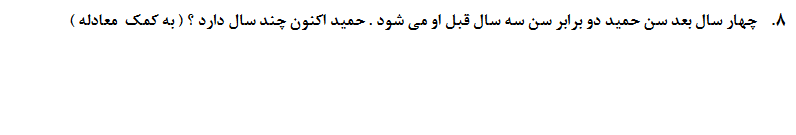 ۸. چهار سال بعد سن حمید دو برابر سن سه سال قبل او می شود . حمید اکنون چند سال دارد ؟ ( به کمک معادله )